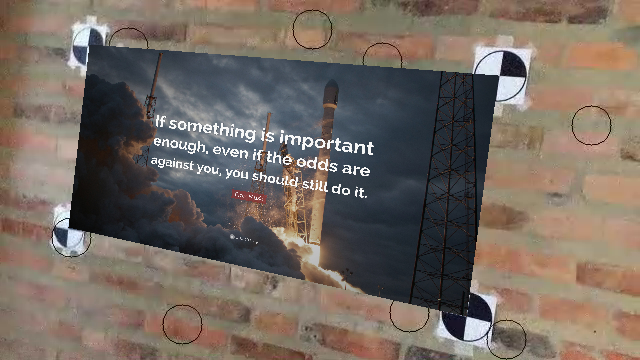 If something is important
enough, even if the odds are
against you, you should still do it.